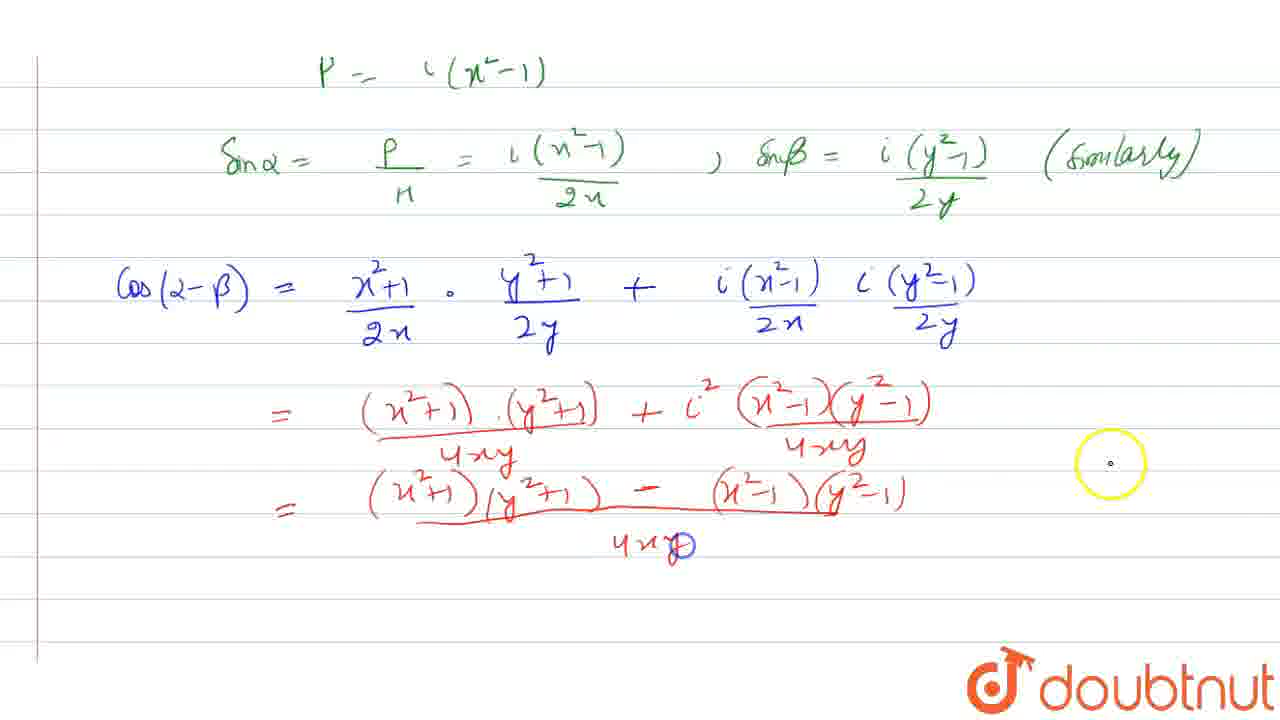 P = i(x²-1)
Sinα = P/H = i(x²-1)/2x , Sinβ = i(y²-1)/2y (Similarly)
Cos(α-β) = x²+1/2x . y²+1/2y + i(x²-1)/2x i(y²-1)/2y
= (x²+1).(y²+1)/4xy + i² (x²-1)(y²-1)/4xy
= (x²+1)(y²+1) - (x²-1)(y²-1)/4xy
doubtnut